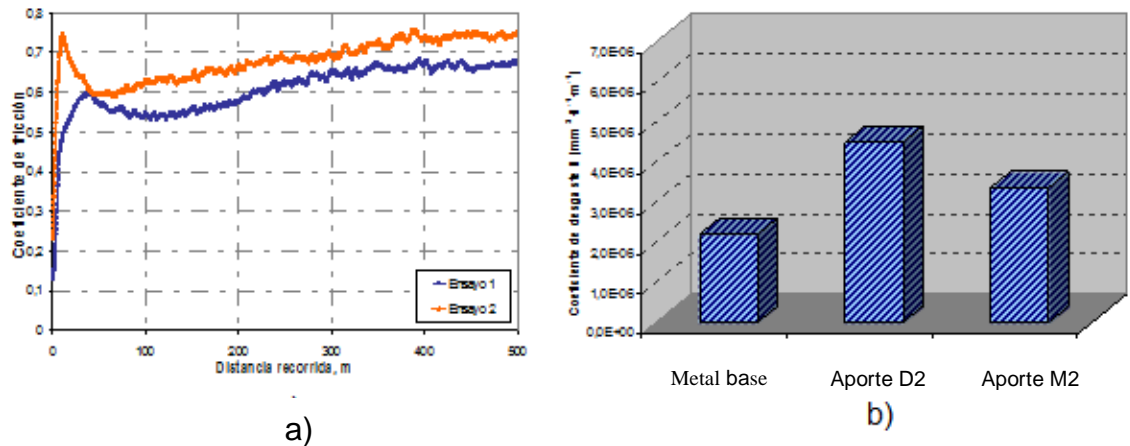 0,8
0,7
0,6
0,5
0,4
0,3
0,2
0,1
0
Coeficiente de fricción
0 100 200 300 400 500
Distancia recorrida, m
Ensayo 1
Ensayo 2
a)
7,0E-06
6,0E-06
5,0E-06
4,0E-06
3,0E-06
2,0E-06
1,0E-06
0,0E+00
Coeficiente de desgaste
Metal base Aporte D2 Aporte M2
b)